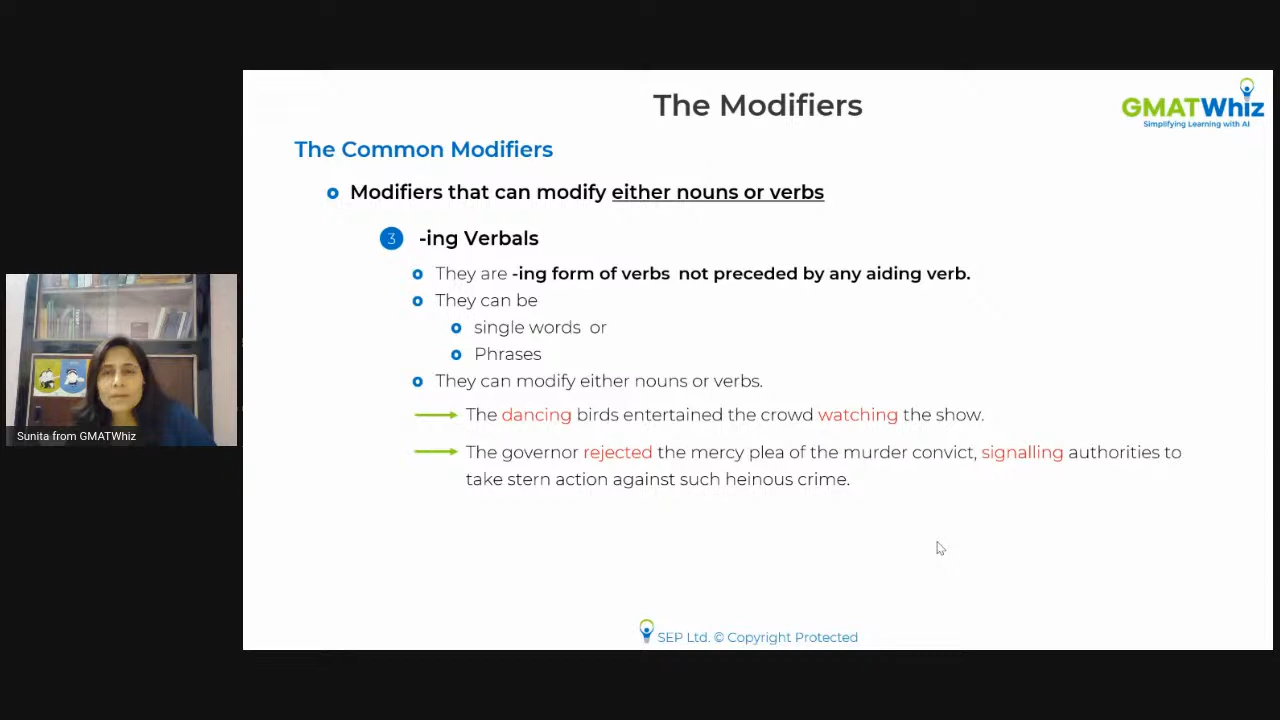 The Modifiers
GMATWhiz
Simplifying Learning with AI
The Common Modifiers
Modifiers that can modify either nouns or verbs
3 -ing Verbals
They are -ing form of verbs not preceded by any aiding verb.
They can be
single words or
Phrases
They can modify either nouns or verbs.
The dancing birds entertained the crowd watching the show.
The governor rejected the mercy plea of the murder convict, signalling authorities to
take stern action against such heinous crime.
Sunita from GMATWhiz
SEP Ltd. © Copyright Protected